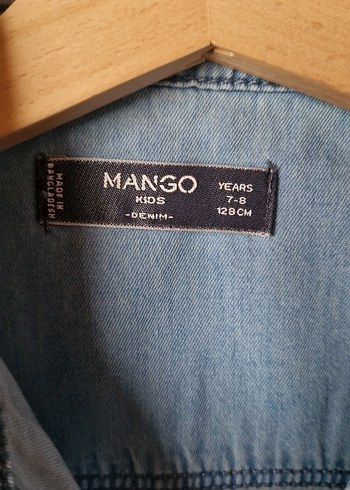 MADE IN
BANGLADESH
MANGO
KIDS
-DENIM-
YEARS
7-8
128CM